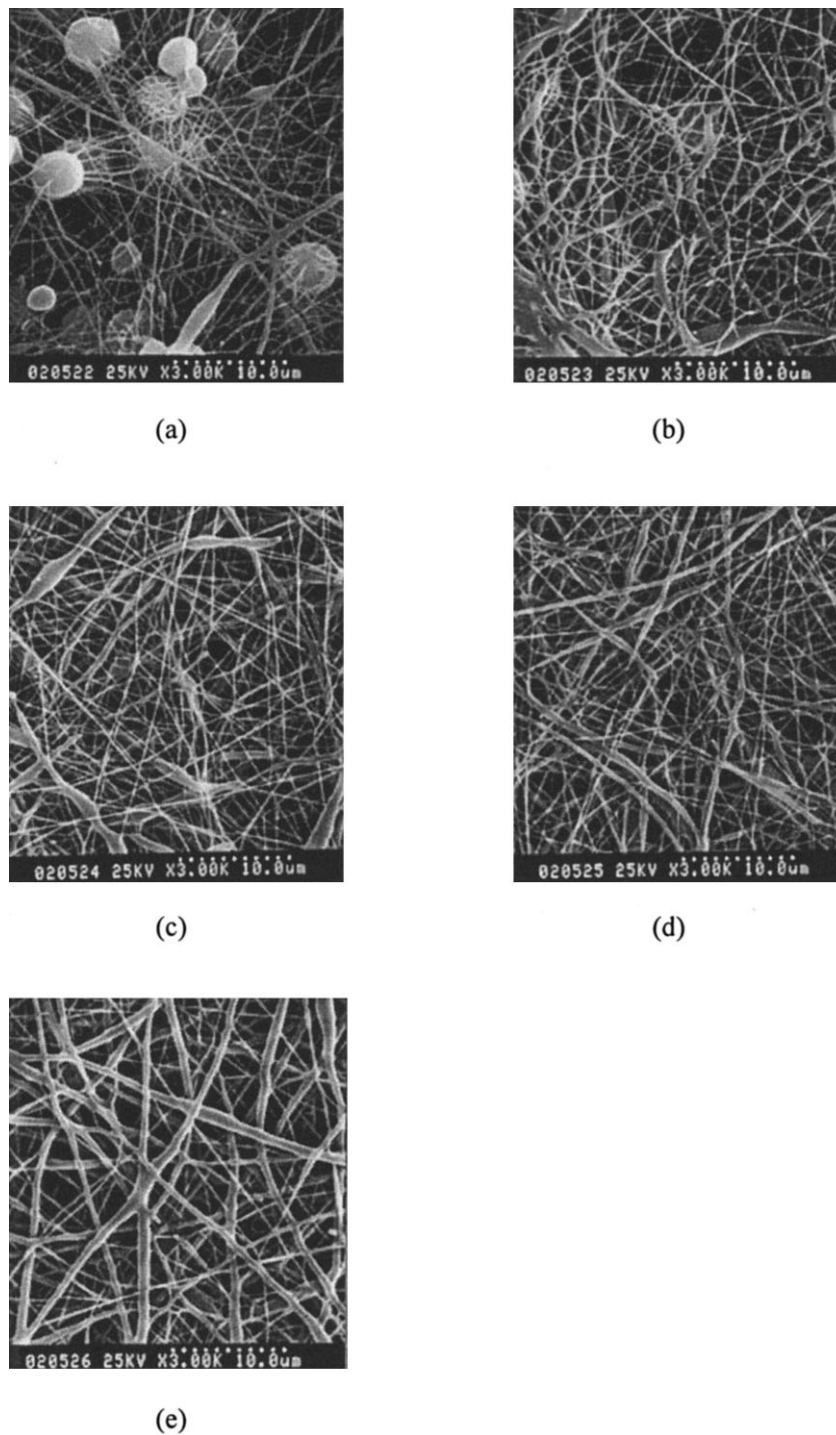 020522 25KV X3.00K 10.0um
(a)
020523 25KV X3.00K 10.0um
(b)
020524 25KV X3.00K 10.0um
(c)
020525 25KV X3.00K 10.0um
(d)
020526 25KV X3.00K 10.0um
(e)